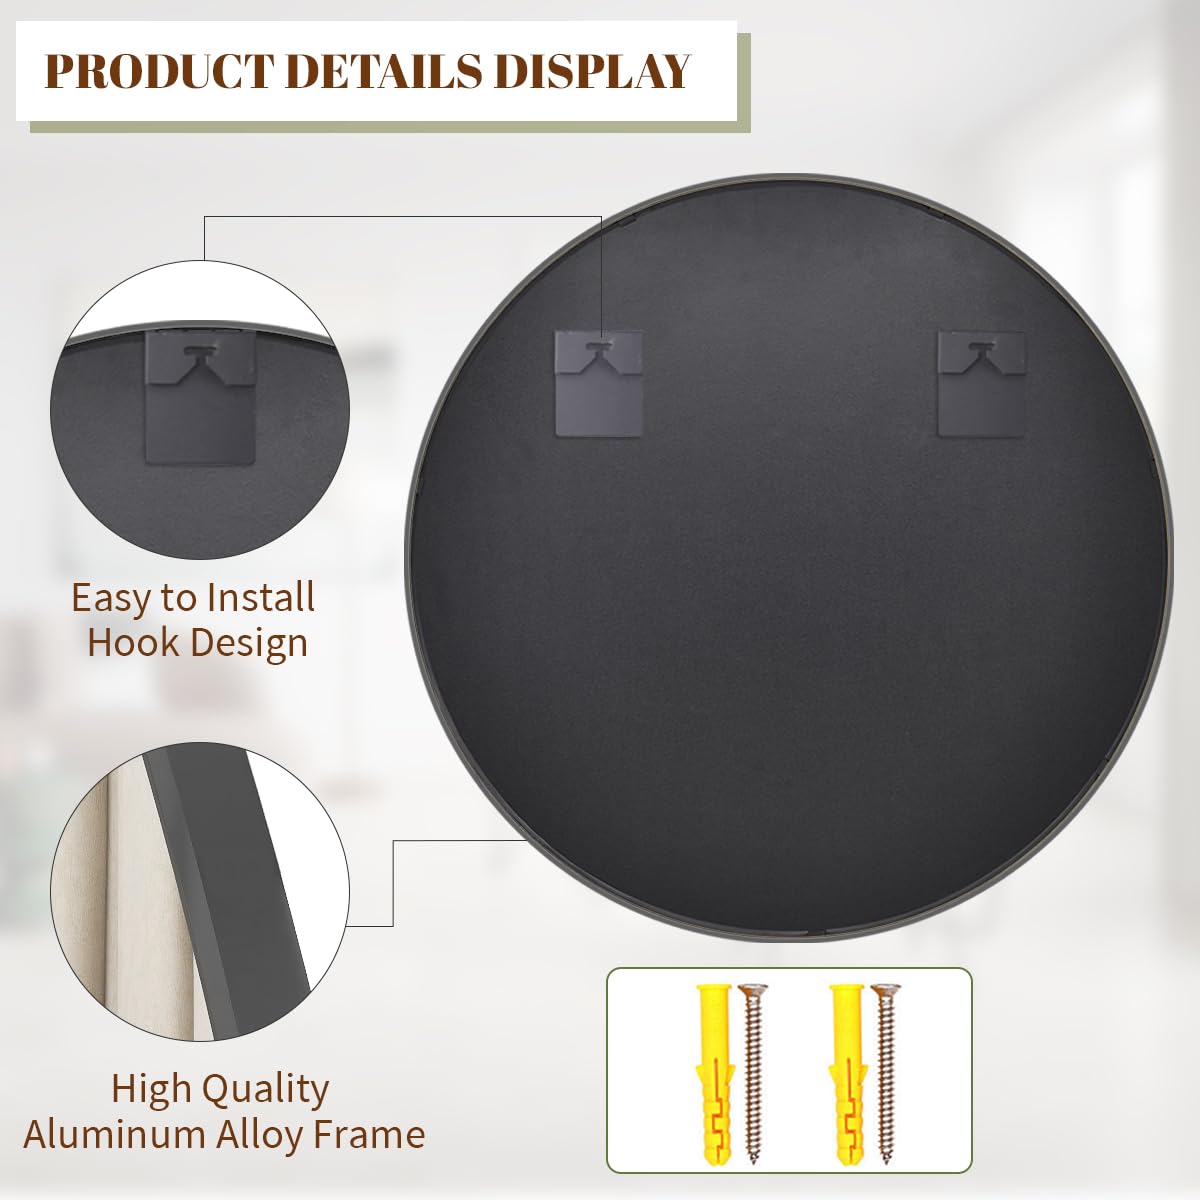 PRODUCT DETAILS DISPLAY
Easy to Install
Hook Design
High Quality
Aluminum Alloy Frame